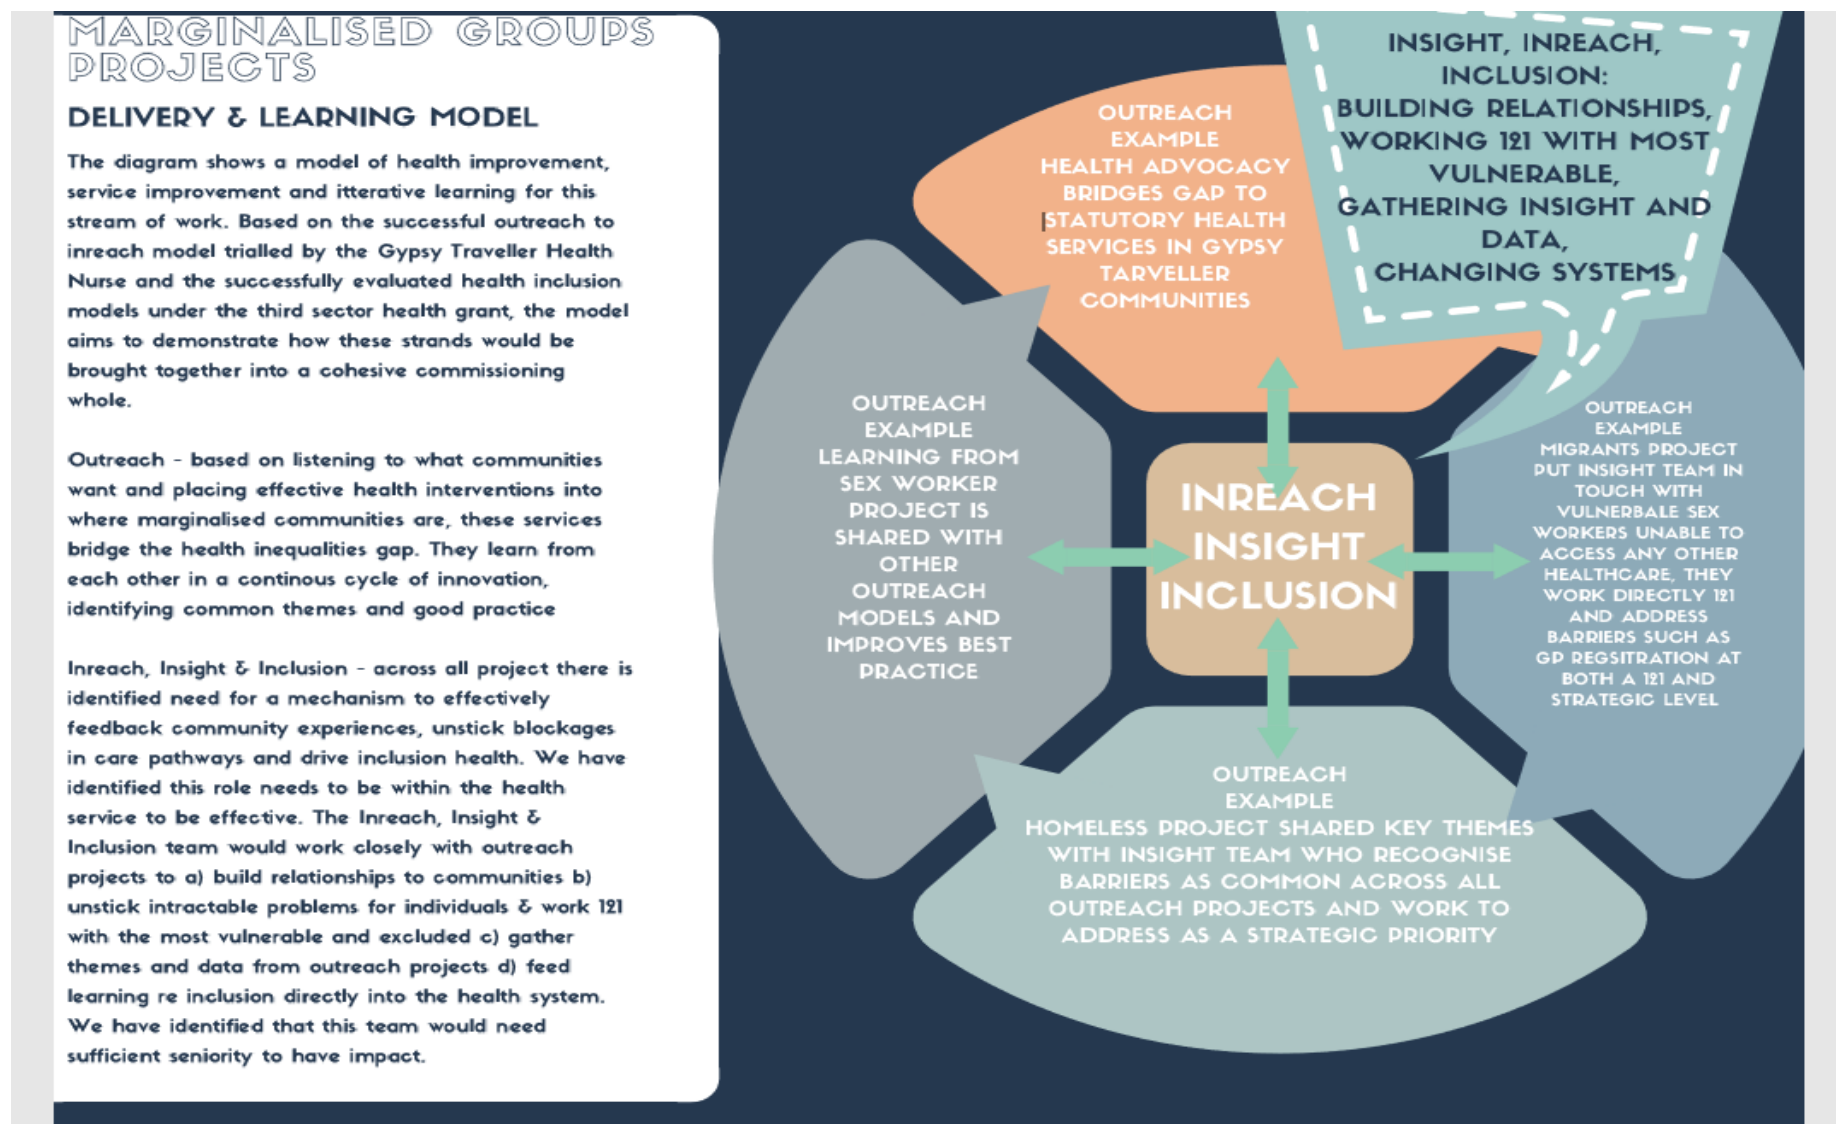 MARGINALISED GROUPS
PROJECTS
DELIVERY & LEARNING MODEL
The diagram shows a model of health improvement,
service improvement and itterative learning for this
stream of work. Based on the successful outreach to
inreach model trialled by the Gypsy Traveller Health
Nurse and the successfully evaluated health inclusion
models under the third sector health grant, the model
aims to demonstrate how these strands would be
brought together into a cohesive commissioning
whole.
Outreach - based on listening to what communities
want and placing effective health interventions into
where marginalised communities are, these services
bridge the health inequalities gap. They learn from
each other in a continous cycle of innovation,
identifying common themes and good practice
Inreach, Insight & Inclusion - across all project there is
identified need for a mechanism to effectively
feedback community experiences, unstick blockages
in care pathways and drive inclusion health. We have
identified this role needs to be within the health
service to be effective. The Inreach, Insight &
Inclusion team would work closely with outreach
projects to a) build relationships to communities b)
unstick intractable problems for individuals & work 121
with the most vulnerable and excluded c) gather
themes and data from outreach projects d) feed
learning re inclusion directly into the health system.
We have identified that this team would need
sufficient seniority to have impact.
OUTREACH
EXAMPLE
HEALTH ADVOCACY
BRIDGES GAP TO
STATUTORY HEALTH
SERVICES IN GYPSY
TARVELLER
COMMUNITIES
INSIGHT, INREACH,
INCLUSION:
BUILDING RELATIONSHIPS,
WORKING 121 WITH MOST
VULNERABLE,
GATHERING INSIGHT AND
DATA,
CHANGING SYSTEMS
OUTREACH
EXAMPLE
LEARNING FROM
SEX WORKER
PROJECT IS
SHARED WITH
OTHER
OUTREACH
MODELS AND
IMPROVES BEST
PRACTICE
INREACH
INSIGHT
INCLUSION
OUTREACH
EXAMPLE
MIGRANTS PROJECT
PUT INSIGHT TEAM IN
TOUCH WITH
VULNERBALE SEX
WORKERS UNABLE TO
ACCESS ANY OTHER
HEALTHCARE, THEY
WORK DIRECTLY 121
AND ADDRESS
BARRIERS SUCH AS
GP REGSITRATION AT
BOTH A 121 AND
STRATEGIC LEVEL
OUTREACH
EXAMPLE
HOMELESS PROJECT SHARED KEY THEMES
WITH INSIGHT TEAM WHO RECOGNISE
BARRIERS AS COMMON ACROSS ALL
OUTREACH PROJECTS AND WORK TO
ADDRESS AS A STRATEGIC PRIORITY